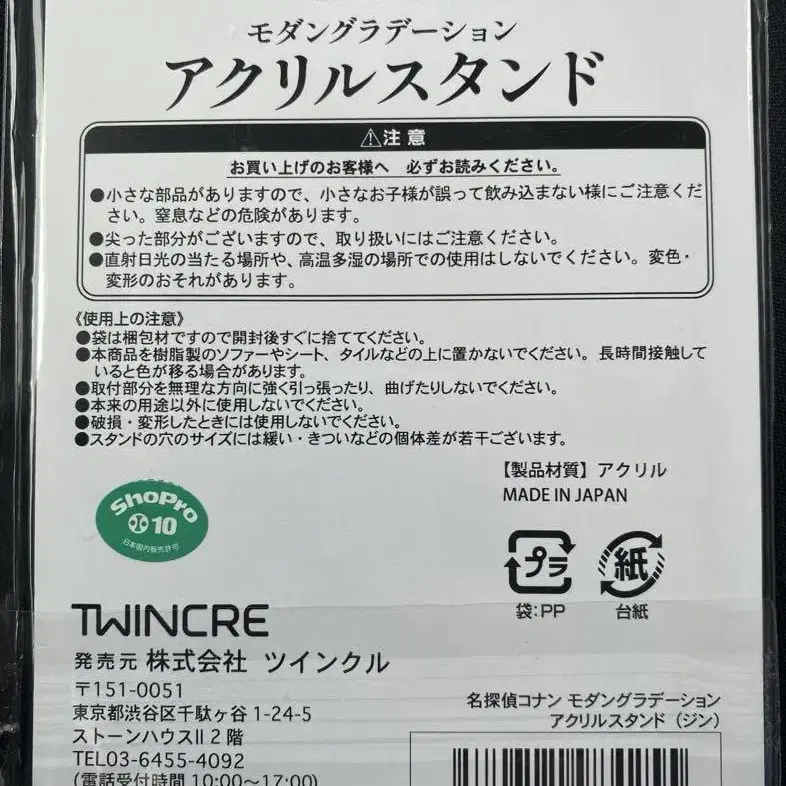 モダングラデーション
アクリルスタンド
⚠注意
お買い上げのお客様へ 必ずお読みください。
●小さな部品がありますので、小さなお子様が誤って飲み込まない様にご注意くだ
さい。窒息などの危険があります。
●尖った部分がございますので、取り扱いにはご注意ください。
●直射日光の当たる場所や、高温多湿の場所での使用はしないでください。変色・
変形のおそれがあります。
《使用上の注意》
●袋は梱包材ですので開封後すぐに捨ててください。
●本商品を樹脂製のソファーやシート、タイルなどの上に置かないでください。長時間接触して
いると色が移る場合があります。
●取付部分を無理な方向に強く引っ張ったり、曲げたりしないでください。
●本来の用途以外に使用しないでください。
●破損・変形したときには使用しないでください。
●スタンドの穴のサイズには緩い・きついなどの個体差が若干ございます。
【製品材質】アクリル
MADE IN JAPAN
ShoPro
10
日本国内販売許可
プラ
袋:PP
紙
台紙
TWINCRE
発売元 株式会社 ツインクル
〒151-0051
東京都渋谷区千駄ヶ谷1-24-5
ストーンハウスII 2階
TEL03-6455-4092
(電話受付時間 10:00〜17:00)
名探偵コナン モダングラデーション
アクリルスタンド（ジン）